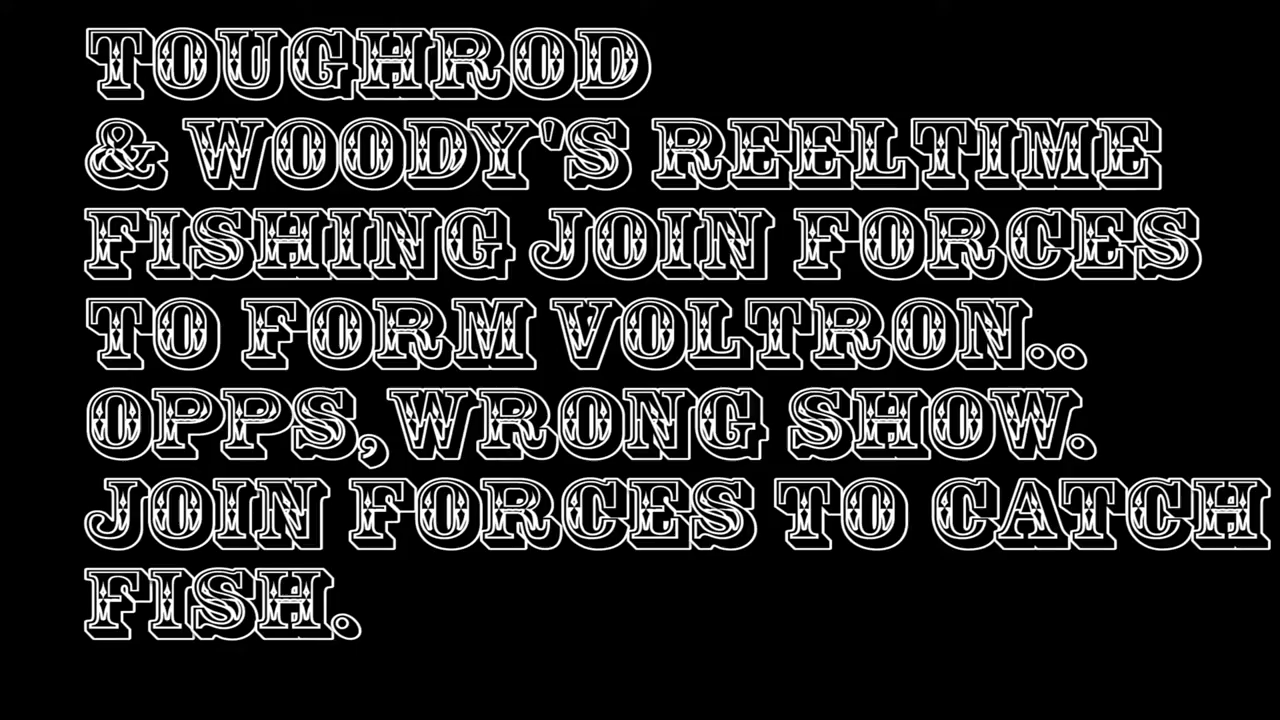 TOUGHROD
& WOODY'S REELTIME
FISHING JOIN FORCES
TO FORM VOLTRON..
OPPS,WRONG SHOW.
JOIN FORCES TO CATCH
FISH.